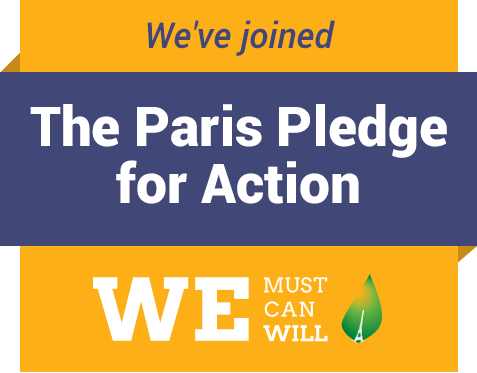 We've joined
The Paris Pledge
for Action
WE
MUST
CAN
WILL